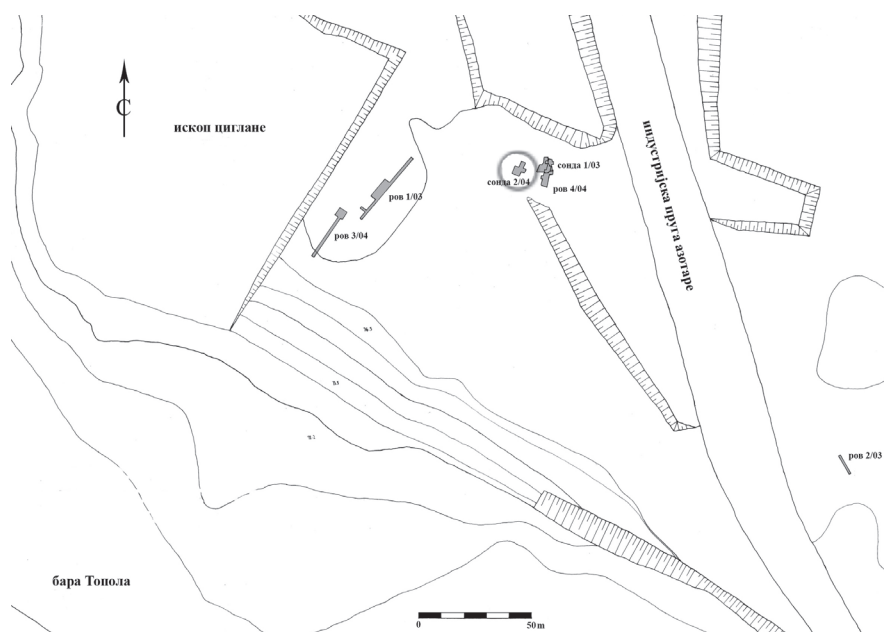 С
ископ циглане
индустријска пруга азотаре
сонда 1/03
сонда 2/04
ров 4/04
ров 1/03
ров 3/04
ров 2/03
бара Топола
0
50m